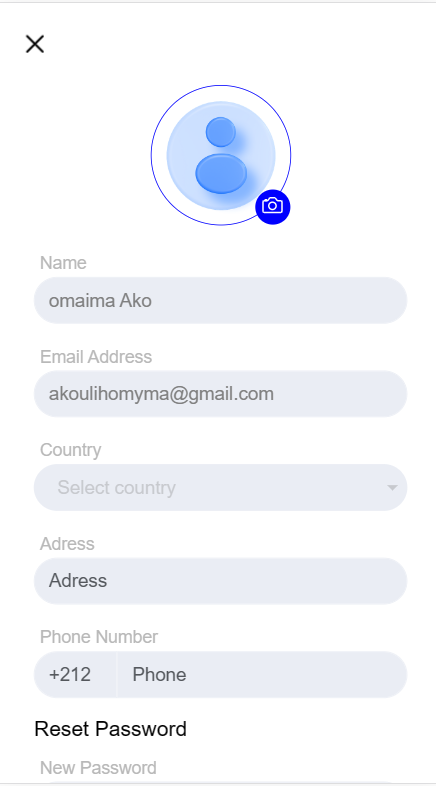 Name
omaima Ako
Email Address
akoulihomyma@gmail.com
Country
Select country
Adress
Adress
Phone Number
+212 Phone
Reset Password
New Password